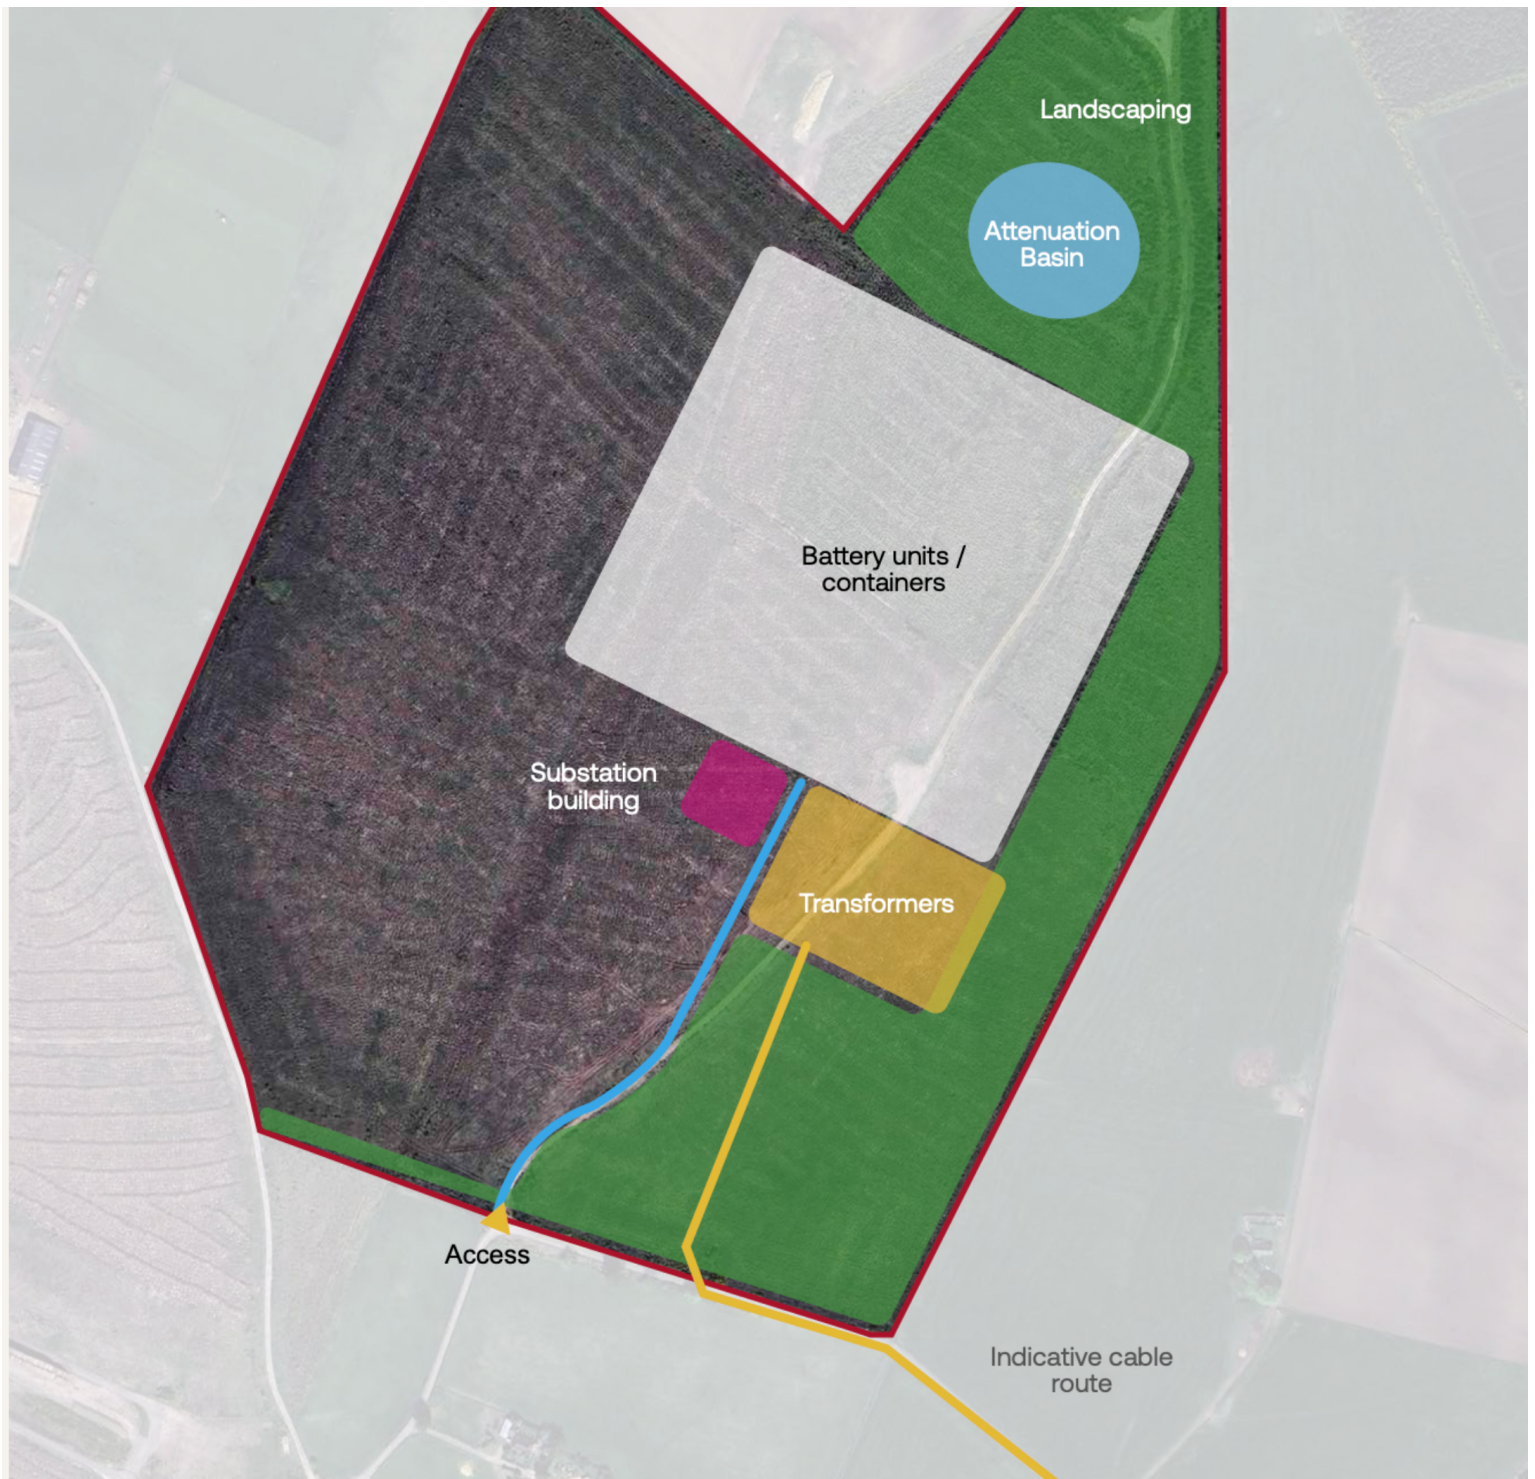 Landscaping
Attenuation
Basin
Battery units /
containers
Substation
building
Transformers
Access
Indicative cable
route